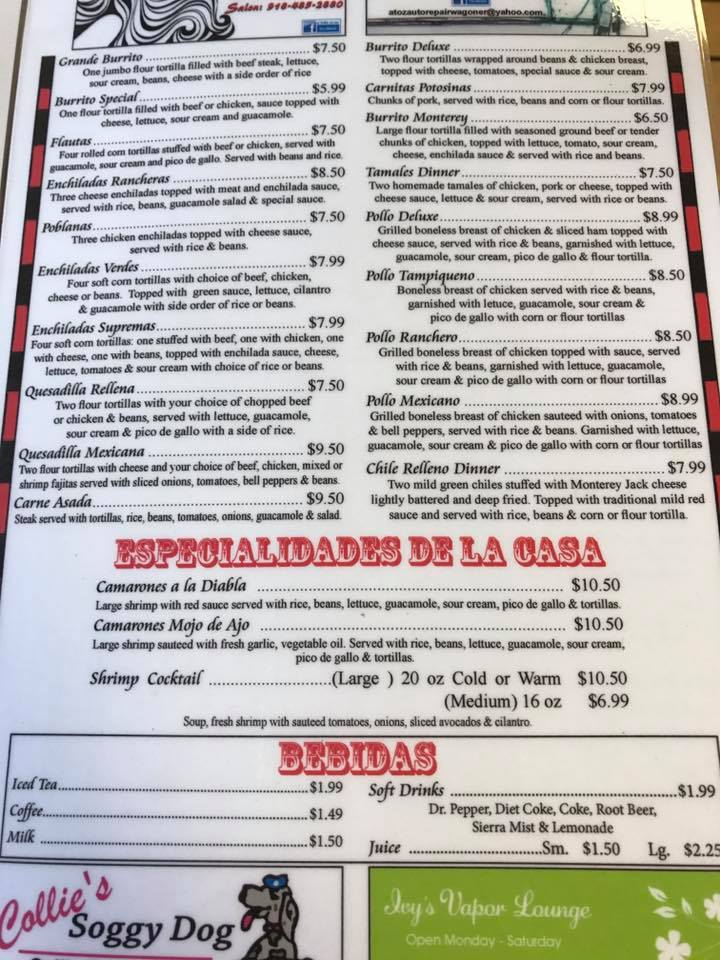 Salon: 918-485-2880
atozautorepairwagoner@yahoo.com
Grande Burrito ........ $7.50
One jumbo flour tortilla filled with beef steak, lettuce,
sour cream, beans, cheese with a side order of rice
Burrito Special ........ $5.99
One flour tortilla filled with beef or chicken, sauce topped with
cheese, lettuce, sour cream and guacamole.
Flautas ........ $7.50
Four rolled corn tortillas stuffed with beef or chicken, served with
guacamole, sour cream and pico de gallo. Served with beans and rice.
Enchiladas Rancheras ........ $8.50
Three cheese enchiladas topped with meat and enchilada sauce,
served with rice, beans, guacamole salad & special sauce.
Poblanas ........ $7.50
Three chicken enchiladas topped with cheese sauce,
served with rice & beans.
Enchiladas Verdes ........ $7.99
Four soft corn tortillas with choice of beef, chicken,
cheese or beans. Topped with green sauce, lettuce, cilantro
& guacamole with side order of rice or beans.
Enchiladas Supremas ........ $7.99
Four soft corn tortillas: one stuffed with beef, one with chicken, one
with cheese, one with beans, topped with enchilada sauce, cheese,
lettuce, tomatoes & sour cream with choice of rice or beans.
Quesadilla Rellena ........ $7.50
Two flour tortillas with your choice of chopped beef
or chicken & beans, served with lettuce, guacamole,
sour cream & pico de gallo with a side of rice.
Quesadilla Mexicana ........ $9.50
Two flour tortillas with cheese and your choice of beef, chicken, mixed or
shrimp fajitas served with sliced onions, tomatoes, bell peppers & beans.
Carne Asada ........ $9.50
Steak served with tortillas, rice, beans, tomatoes, onions, guacamole & salad.
Burrito Deluxe ........ $6.99
Two flour tortillas wrapped around beans & chicken breast,
topped with cheese, tomatoes, special sauce & sour cream.
Carnitas Potosinas ........ $7.99
Chunks of pork, served with rice, beans and corn or flour tortillas.
Burrito Monterey ........ $6.50
Large flour tortilla filled with seasoned ground beef or tender
chunks of chicken, topped with lettuce, tomato, sour cream,
cheese, enchilada sauce & served with rice and beans.
Tamales Dinner ........ $7.50
Two homemade tamales of chicken, pork or cheese, topped with
cheese sauce, lettuce & sour cream, served with rice or beans.
Pollo Deluxe ........ $8.99
Grilled boneless breast of chicken & sliced ham topped with
cheese sauce, served with rice & beans, garnished with lettuce,
guacamole, sour cream, pico de gallo & flour tortilla.
Pollo Tampiqueno ........ $8.50
Boneless breast of chicken served with rice & beans,
garnished with letuce, guacamole, sour cream &
pico de gallo with corn or flour tortillas
Pollo Ranchero ........ $8.50
Grilled boneless breast of chicken topped with sauce, served
with rice & beans, garnished with lettuce, guacamole,
sour cream & pico de gallo with corn or flour tortillas
Pollo Mexicano ........ $8.99
Grilled boneless breast of chicken sauteed with onions, tomatoes
& bell peppers, served with rice & beans. Garnished with lettuce,
guacamole, sour cream & pico de gallo with corn or flour tortillas
Chile Relleno Dinner ........ $7.99
Two mild green chiles stuffed with Monterey Jack cheese
lightly battered and deep fried. Topped with traditional mild red
sauce and served with rice, beans & corn or flour tortilla.
ESPECIALIDADES DE LA CASA
Camarones a la Diabla ........ $10.50
Large shrimp with red sauce served with rice, beans, lettuce, guacamole, sour cream, pico de gallo & tortillas.
Camarones Mojo de Ajo ........ $10.50
Large shrimp sauteed with fresh garlic, vegetable oil. Served with rice, beans, lettuce, guacamole, sour cream,
pico de gallo & tortillas.
Shrimp Cocktail ........(Large ) 20 oz Cold or Warm $10.50
(Medium) 16 oz $6.99
Soup, fresh shrimp with sauteed tomatoes, onions, sliced avocados & cilantro.
BEBIDAS
Iced Tea ........ $1.99
Coffee ........ $1.49
Milk ........ $1.50
Soft Drinks ........ $1.99
Dr. Pepper, Diet Coke, Coke, Root Beer,
Sierra Mist & Lemonade
Juice ........ Sm. $1.50 Lg. $2.25
Collie's
Soggy Dog
Ivy's Vapor Lounge
Open Monday - Saturday